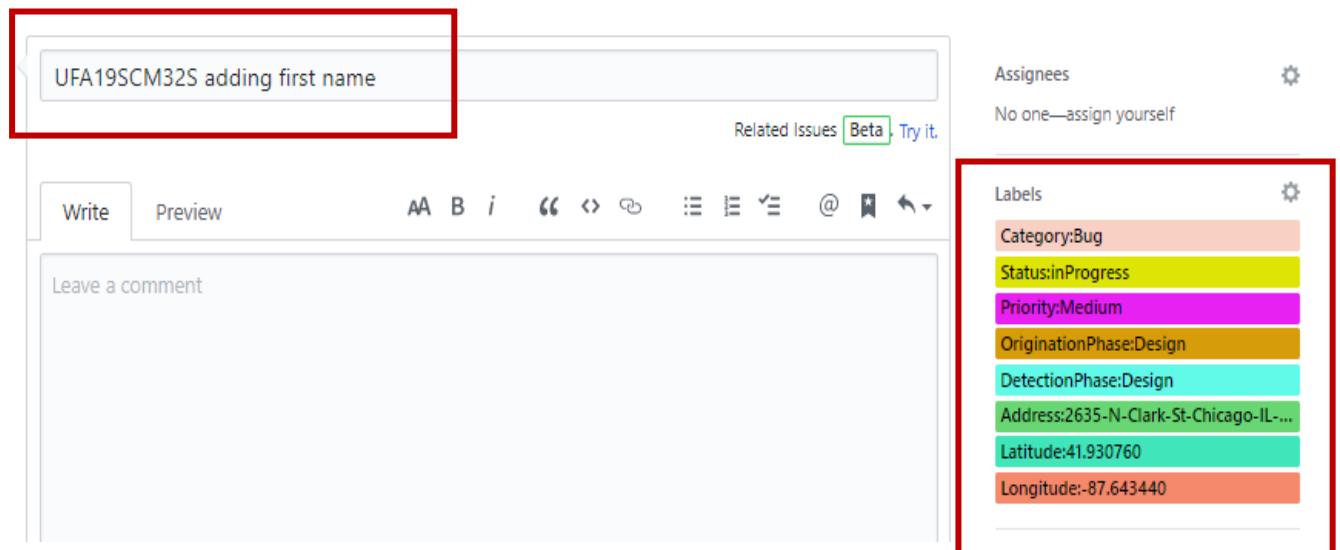 UFA19SCM32S adding first name
Related Issues Beta. Try it.
Write Preview AA B i
Leave a comment
Assignees
No one—assign yourself
Labels
Category:Bug
Status:inProgress
Priority:Medium
OriginationPhase:Design
DetectionPhase:Design
Address:2635-N-Clark-St-Chicago-IL-...
Latitude:41.930760
Longitude:-87.643440